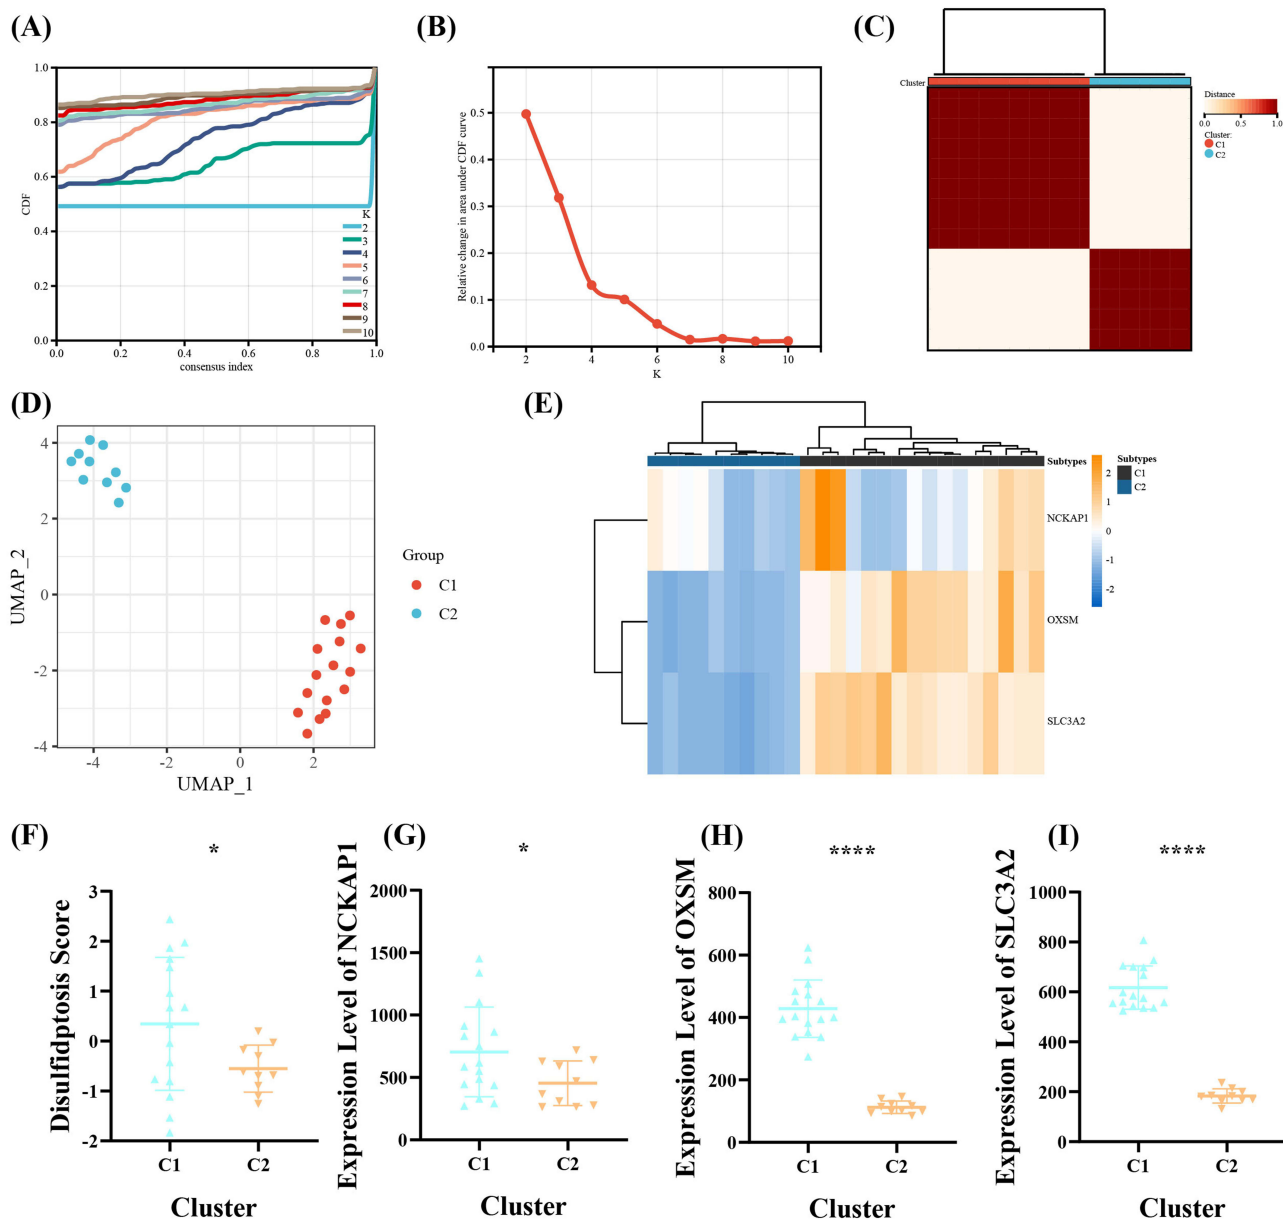 (A)
1.0
0.8
0.6
0.4
0.2
0.0
CDF
0.0 0.2 0.4 0.6 0.8 1.0
consensus index
K
2
3
4
5
6
7
8
9
10
(B)
Relative change in area under CDF curve
0.5
0.4
0.3
0.2
0.1
0.0
2 4 6 8 10
K
(C)
Cluster
Distance
0.0 0.5 1.0
Cluster:
C1
C2
(D)
UMAP_2
4
2
0
-2
-4
-4 -2 0 2
UMAP_1
Group
C1
C2
(E)
Subtypes
NCKAP1
OXSM
SLC3A2
2
1
0
-1
-2
Subtypes
C1
C2
(F)
*
Disulfidptosis Score
3
2
1
0
-1
-2
C1 C2
Cluster
(G)
*
Expression Level of NCKAP1
2000
1500
1000
500
0
C1 C2
Cluster
(H)
****
Expression Level of OXSM
800
600
400
200
0
C1 C2
Cluster
(I)
****
Expression Level of SLC3A2
1000
800
600
400
200
0
C1 C2
Cluster